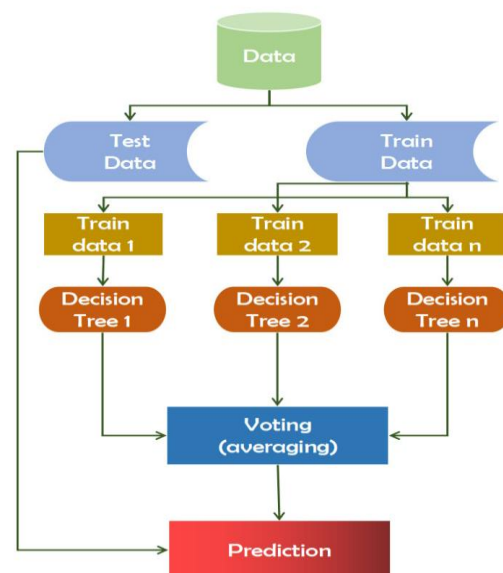 Data
Test
Data
Train
Data
Train
data 1
Train
data 2
Train
data n
Decision
Tree 1
Decision
Tree 2
Decision
Tree n
Voting
(averaging)
Prediction